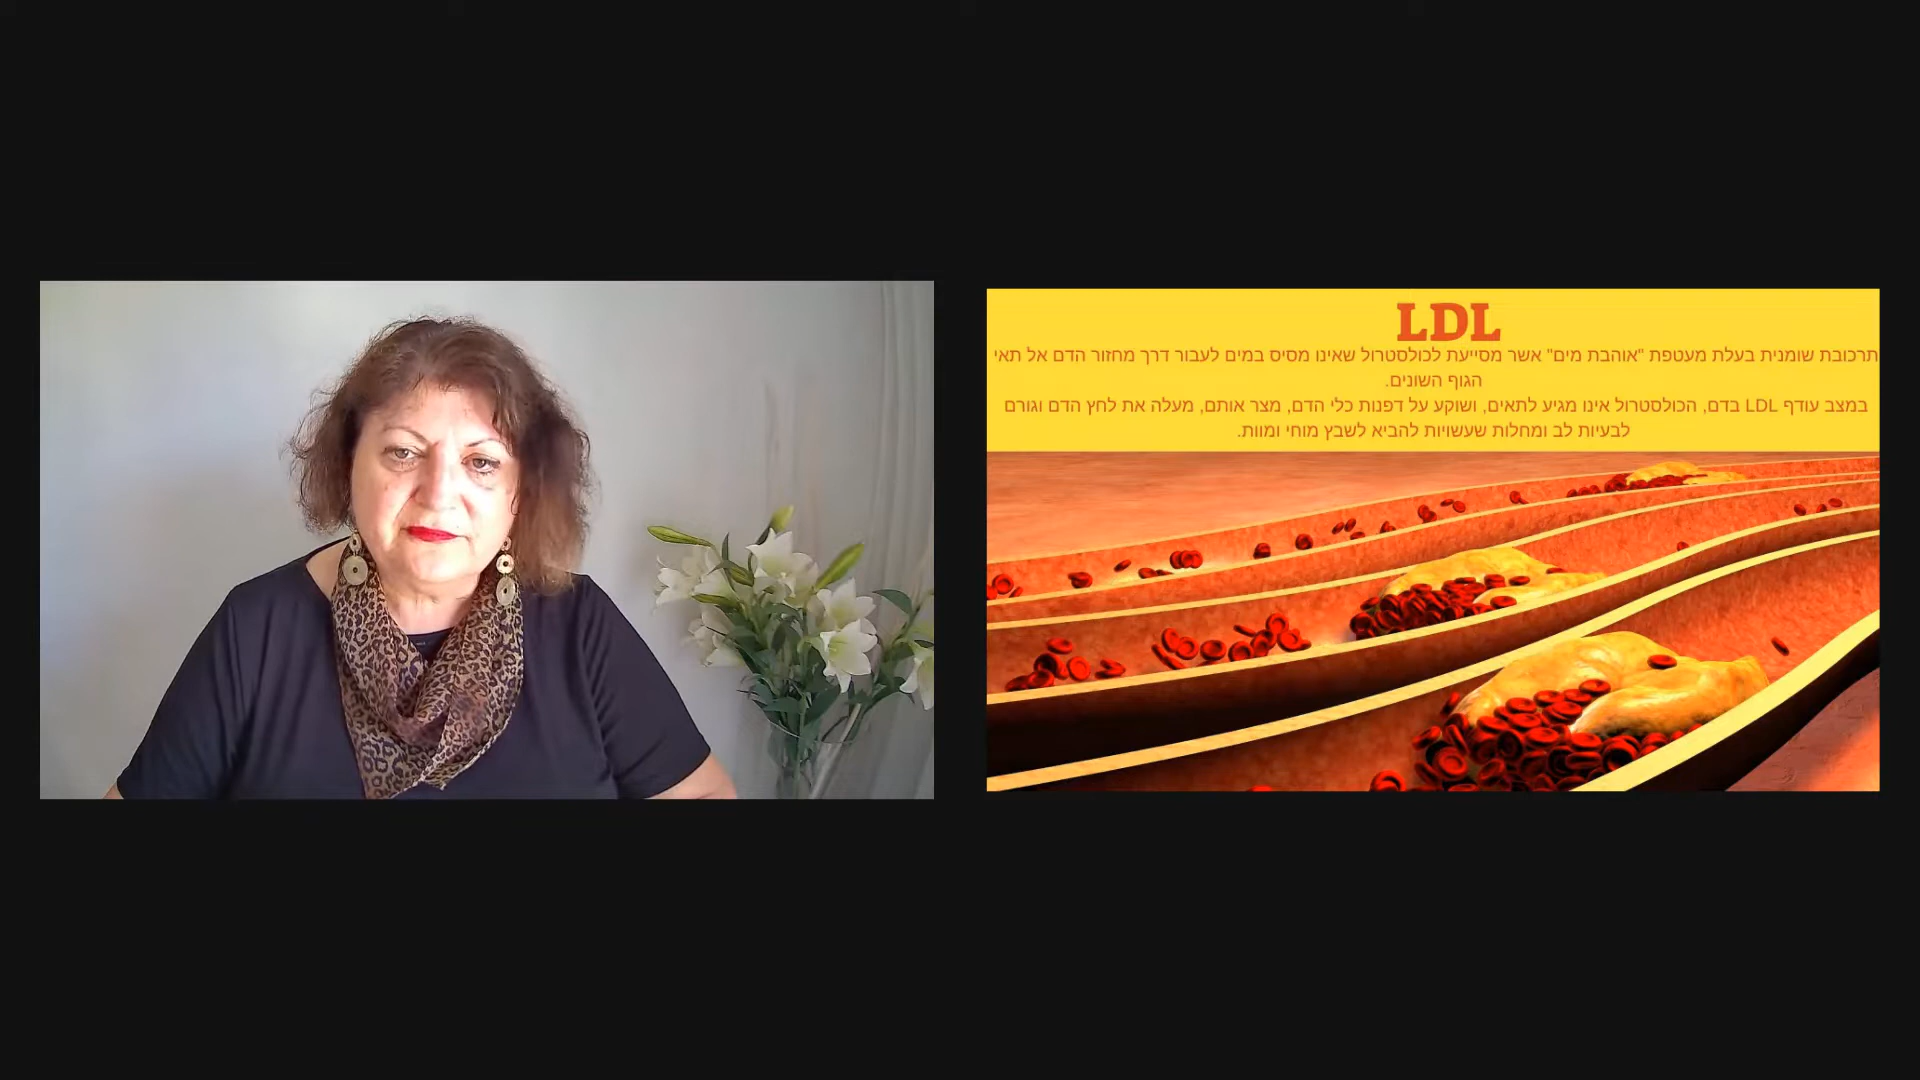 LDL
תרכובת שומנית בעלת מעטפת "אוהבת מים" אשר מסייעת לכולסטרול שאינו מסיס במים לעבור דרך מחזור הדם אל תאי
הגוף השונים.
במצב עודף LDL בדם, הכולסטרול אינו מגיע לתאים, ושוקע על דפנות כלי הדם, מצר אותם, מעלה את לחץ הדם וגורם
לבעיות לב ומחלות שעשויות להביא לשבץ מוחי ומוות.